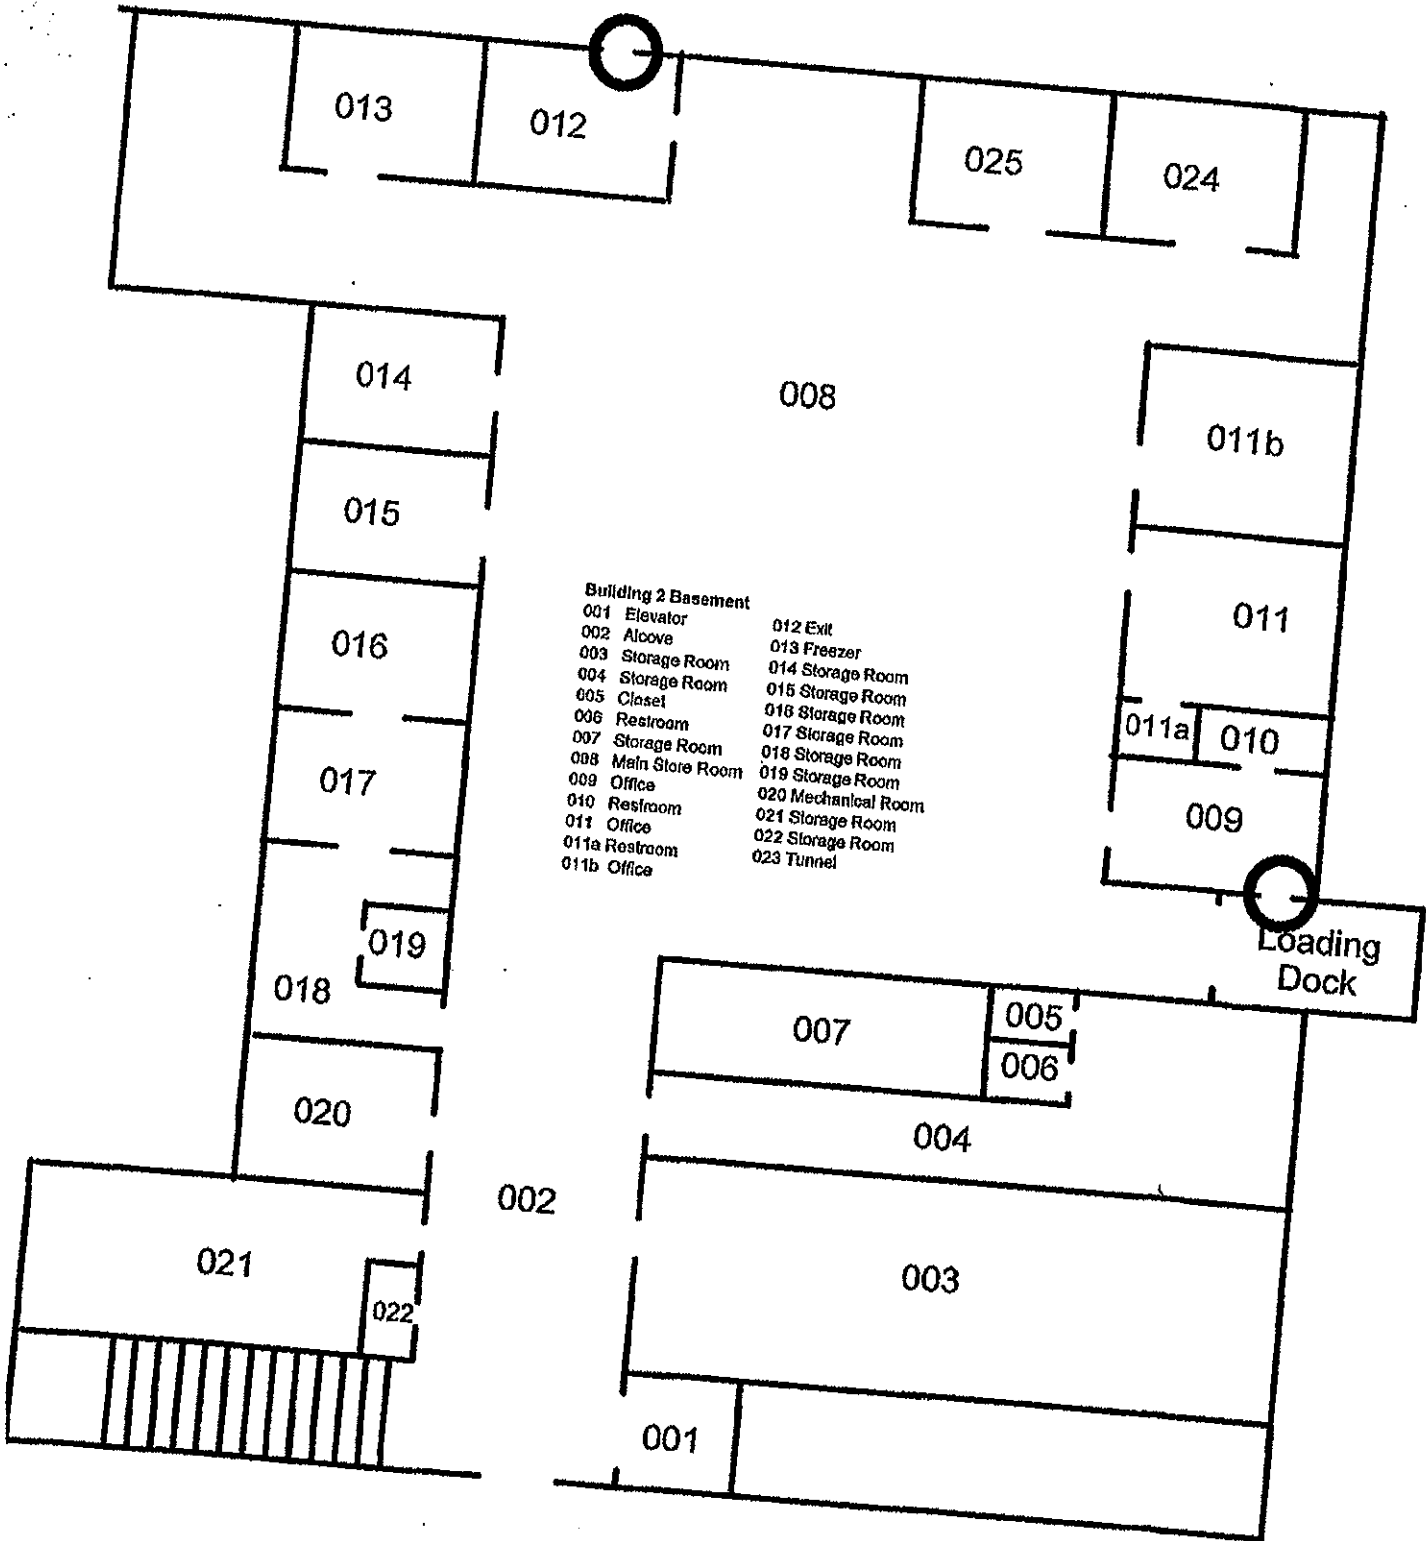 013
012
025
024
014
008
011b
015
011
016
011a
010
017
009
Building 2 Basement
001 Elevator
002 Alcove
003 Storage Room
004 Storage Room
005 Closet
006 Restroom
007 Storage Room
008 Main Store Room
009 Office
010 Restroom
011 Office
011a Restroom
011b Office
012 Exit
013 Freezer
014 Storage Room
015 Storage Room
016 Storage Room
017 Storage Room
018 Storage Room
019 Storage Room
020 Mechanical Room
021 Storage Room
022 Storage Room
023 Tunnel
019
Loading
Dock
018
007
005
006
020
004
002
021
003
022
001